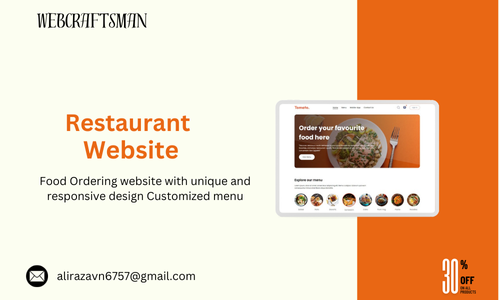 WEBCRAFTSMAN
Restaurant
Website
Food Ordering website with unique and
responsive design Customized menu
alirazavn6757@gmail.com
Tomato.
Order your favourite
food here
Explore our menu
30%
OFF
ON ALL
PRODUCTS